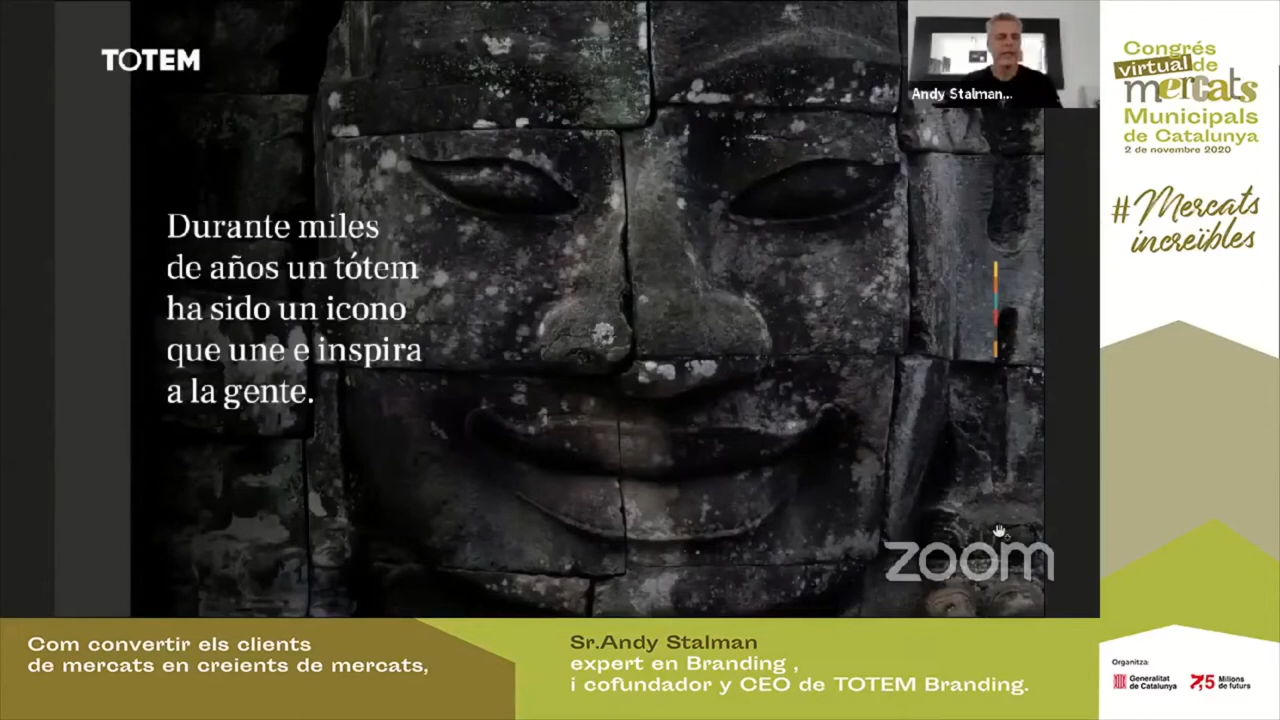 TOTEM
Durante miles
de años un tótem
ha sido un icono
que une e inspira
a la gente.
Andy Stalman...
zoom
Congrés
virtual de
mercats
Municipals
de Catalunya
2 de novembre 2020
#Mercats
increïbles
Com convertir els clients
de mercats en creients de mercats,
Sr.Andy Stalman
expert en Branding ,
i cofundador y CEO de TOTEM Branding.
Organitza:
Generalitat
de Catalunya
7,5 Milions
de futurs